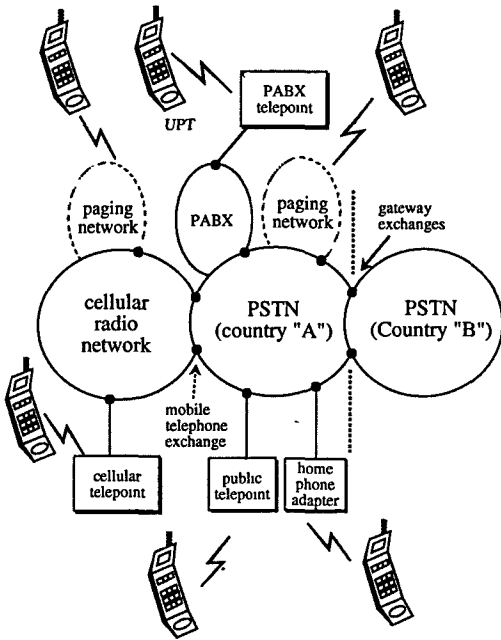 PABX
telepoint
UPT
paging
network
PABX
paging
network
gateway
exchanges
cellular
radio
network
PSTN
(country "A")
PSTN
(Country "B")
mobile
telephone
exchange
cellular
telepoint
public
telepoint
home
phone
adapter